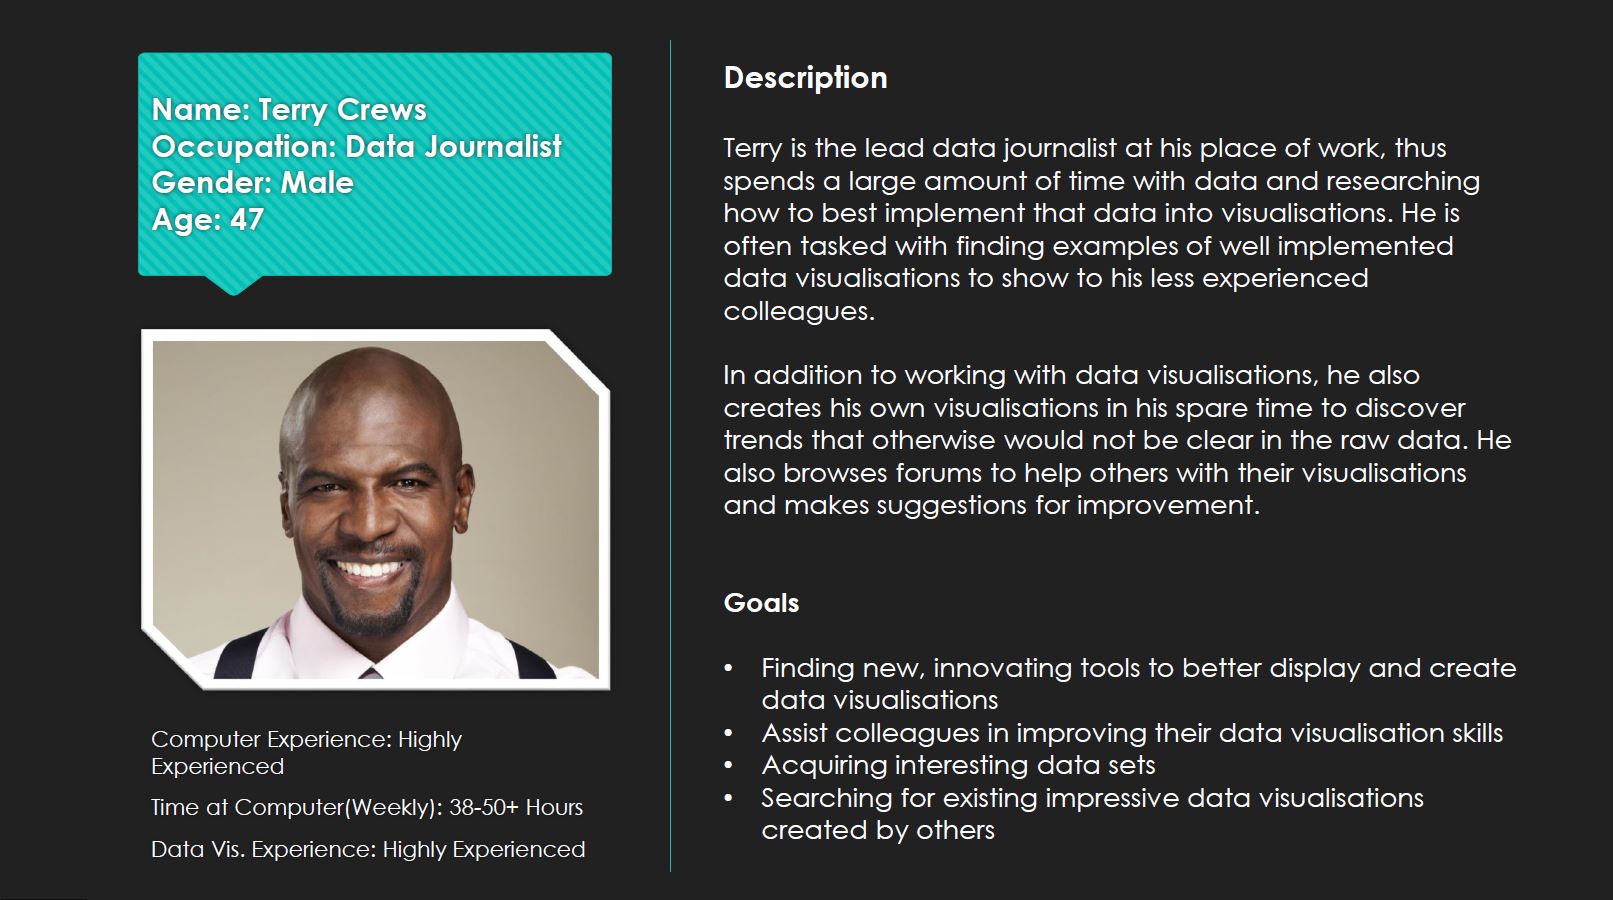 Name: Terry Crews
Occupation: Data Journalist
Gender: Male
Age: 47
Computer Experience: Highly
Experienced
Time at Computer(Weekly): 38-50+ Hours
Data Vis. Experience: Highly Experienced
Description
Terry is the lead data journalist at his place of work, thus
spends a large amount of time with data and researching
how to best implement that data into visualisations. He is
often tasked with finding examples of well implemented
data visualisations to show to his less experienced
colleagues.
In addition to working with data visualisations, he also
creates his own visualisations in his spare time to discover
trends that otherwise would not be clear in the raw data. He
also browses forums to help others with their visualisations
and makes suggestions for improvement.
Goals
• Finding new, innovating tools to better display and create
data visualisations
• Assist colleagues in improving their data visualisation skills
• Acquiring interesting data sets
• Searching for existing impressive data visualisations
created by others